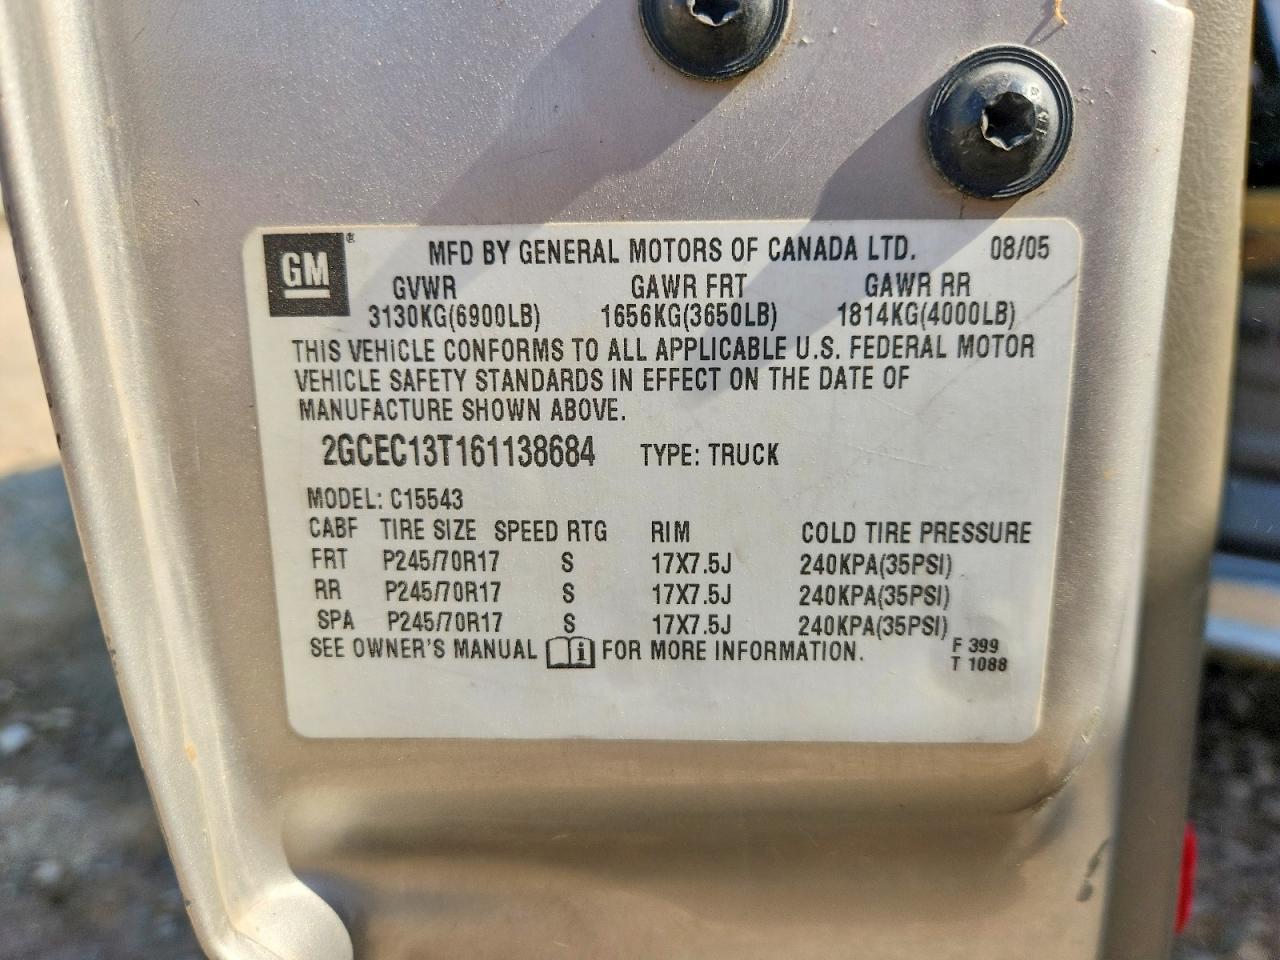 GM® MFD BY GENERAL MOTORS OF CANADA LTD. 08/05
GVWR GAWR FRT GAWR RR
3130KG(6900LB) 1656KG(3650LB) 1814KG(4000LB)
THIS VEHICLE CONFORMS TO ALL APPLICABLE U.S. FEDERAL MOTOR
VEHICLE SAFETY STANDARDS IN EFFECT ON THE DATE OF
MANUFACTURE SHOWN ABOVE.
2GCEC13T161138684 TYPE: TRUCK
MODEL: C15543
CABF TIRE SIZE SPEED RTG RIM COLD TIRE PRESSURE
FRT P245/70R17 S 17X7.5J 240KPA(35PSI)
RR P245/70R17 S 17X7.5J 240KPA(35PSI)
SPA P245/70R17 S 17X7.5J 240KPA(35PSI)
SEE OWNER'S MANUAL i FOR MORE INFORMATION. F 399
T 1088